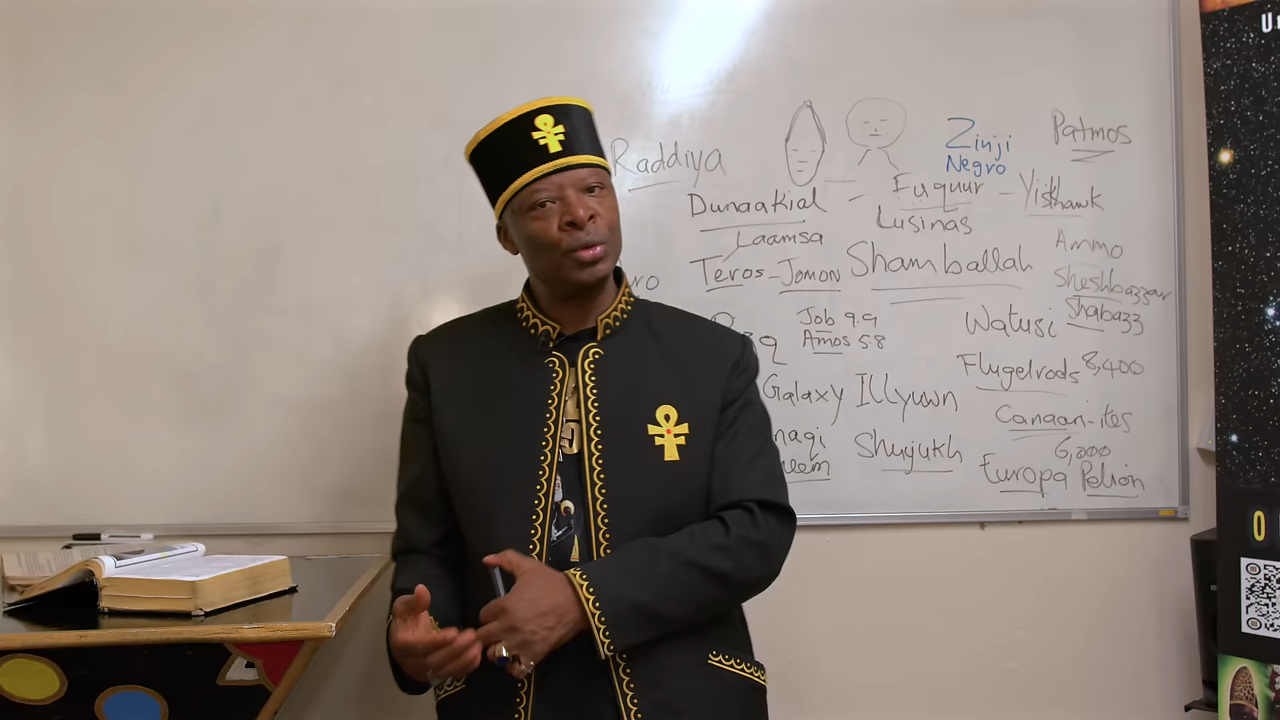 Raddiya
Zinji
Negro
Patmos
Dunaakial
Fuquur - Yisthawk
Lusinas
Laamsa
Teros - Jomon
Shamballah
Ammo
Sheshbazzar
Shabazz
Job 9.9
Amos 5.8
Watusi
Flugelrods 8,400
Galaxy Illyuwn
Canaan-ites
6,000
Shuyukh
Europa Pelion